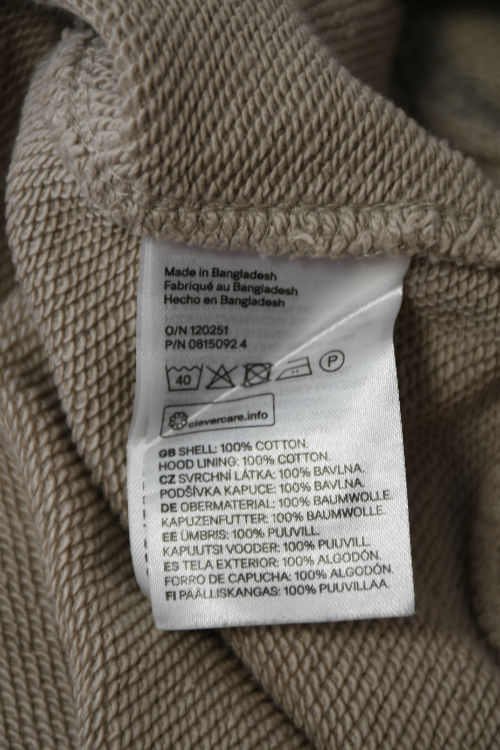 Made in Bangladesh
Fabriqué au Bangladesh
Hecho en Bangladesh
O/N 120251
P/N 0815092 4
40
P
clevercare.info
GB SHELL: 100% COTTON.
HOOD LINING: 100% COTTON.
CZ SVRCHNÍ LÁTKA: 100% BAVLNA.
PODŠÍVKA KAPUCE: 100% BAVLNA.
DE OBERMATERIAL: 100% BAUMWOLLE.
KAPUZENFUTTER: 100% BAUMWOLLE.
EE ÜMBRIS: 100% PUUVILL.
KAPUUTSI VOODER: 100% PUUVILL.
ES TELA EXTERIOR: 100% ALGODÓN.
FORRO DE CAPUCHA: 100% ALGODÓN.
FI PÄÄLLISKANGAS: 100% PUUVILLAA.